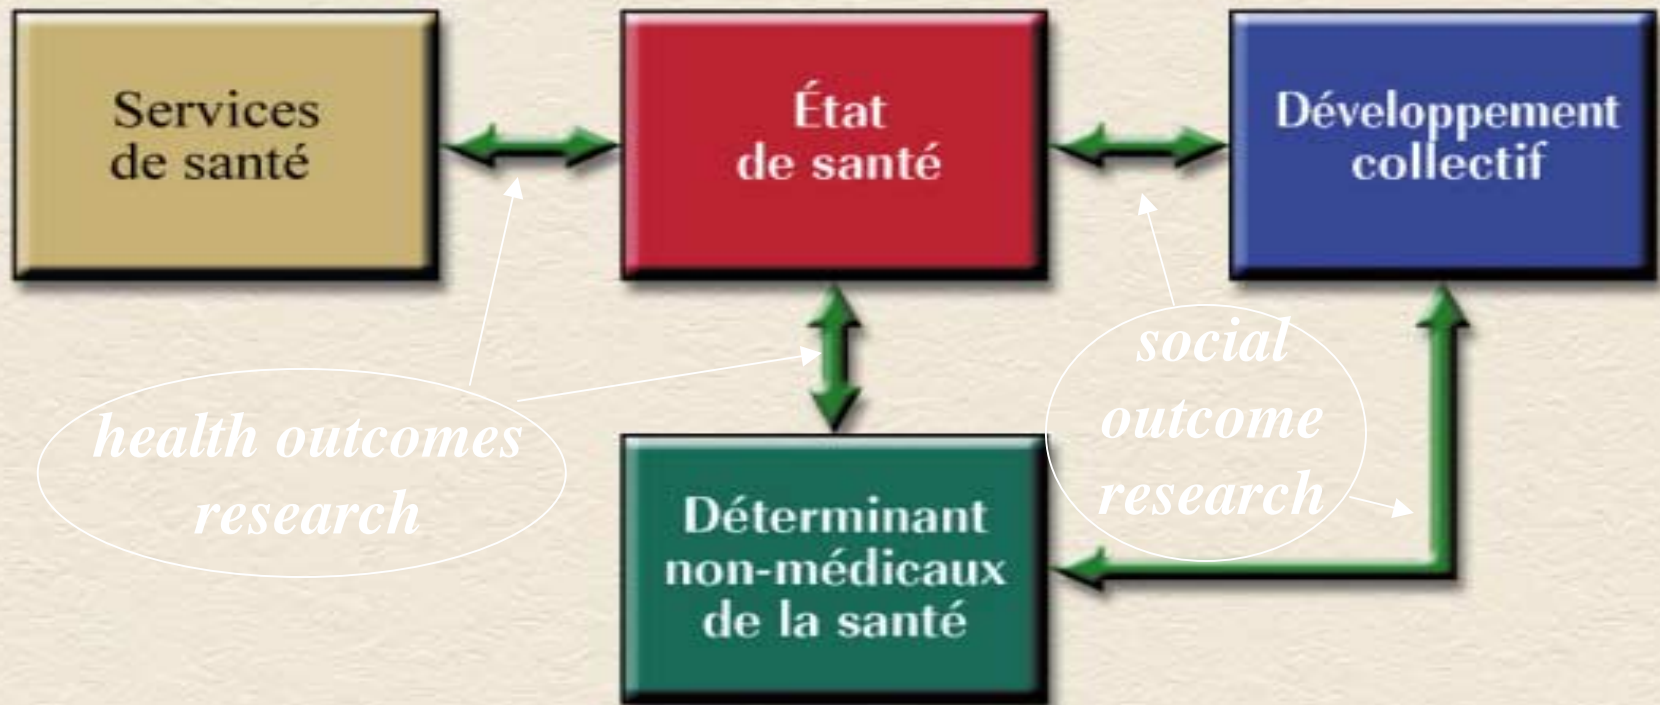 Services
de santé
État
de santé
Développement
collectif
health outcomes
research
social
outcome
research
Déterminant
non-médicaux
de la santé